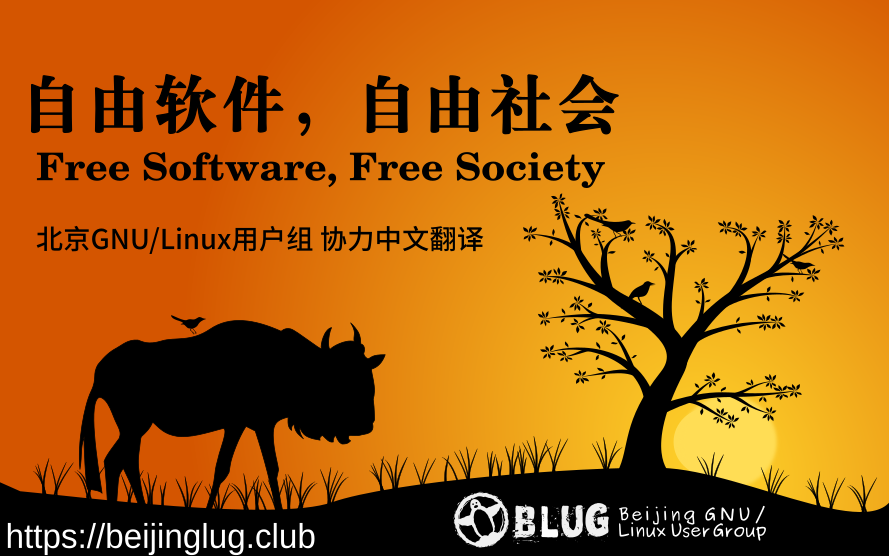 自由软件，自由社会
Free Software, Free Society
北京GNU/Linux用户组 协力中文翻译
https://beijinglug.club
BLUG
Beijing GNU/
Linux User Group